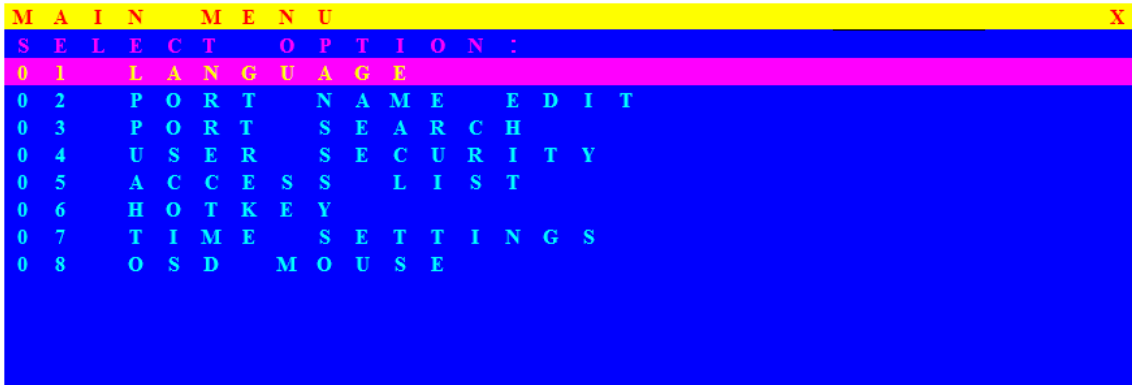 MAIN MENU X
SELECT OPTION:
01 LANGUAGE
02 PORT NAME EDIT
03 PORT SEARCH
04 USER SECURITY
05 ACCESS LIST
06 HOTKEY
07 TIME SETTINGS
08 OSD MOUSE